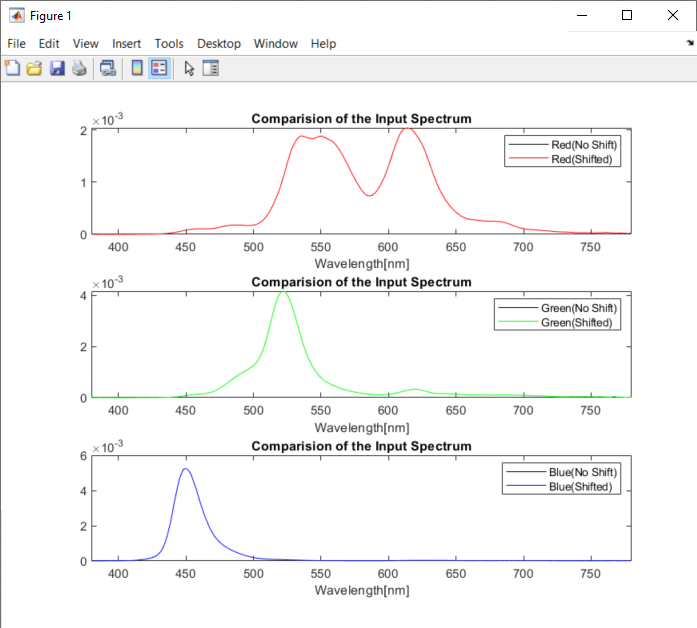 Figure 1
File Edit View Insert Tools Desktop Window Help
Comparision of the Input Spectrum
×10-3
2
1
0
Red(No Shift)
Red(Shifted)
400 450 500 550 600 650 700 750
Wavelength[nm]
Comparision of the Input Spectrum
×10-3
4
2
0
Green(No Shift)
Green(Shifted)
400 450 500 550 600 650 700 750
Wavelength[nm]
Comparision of the Input Spectrum
×10-3
6
4
2
0
Blue(No Shift)
Blue(Shifted)
400 450 500 550 600 650 700 750
Wavelength[nm]